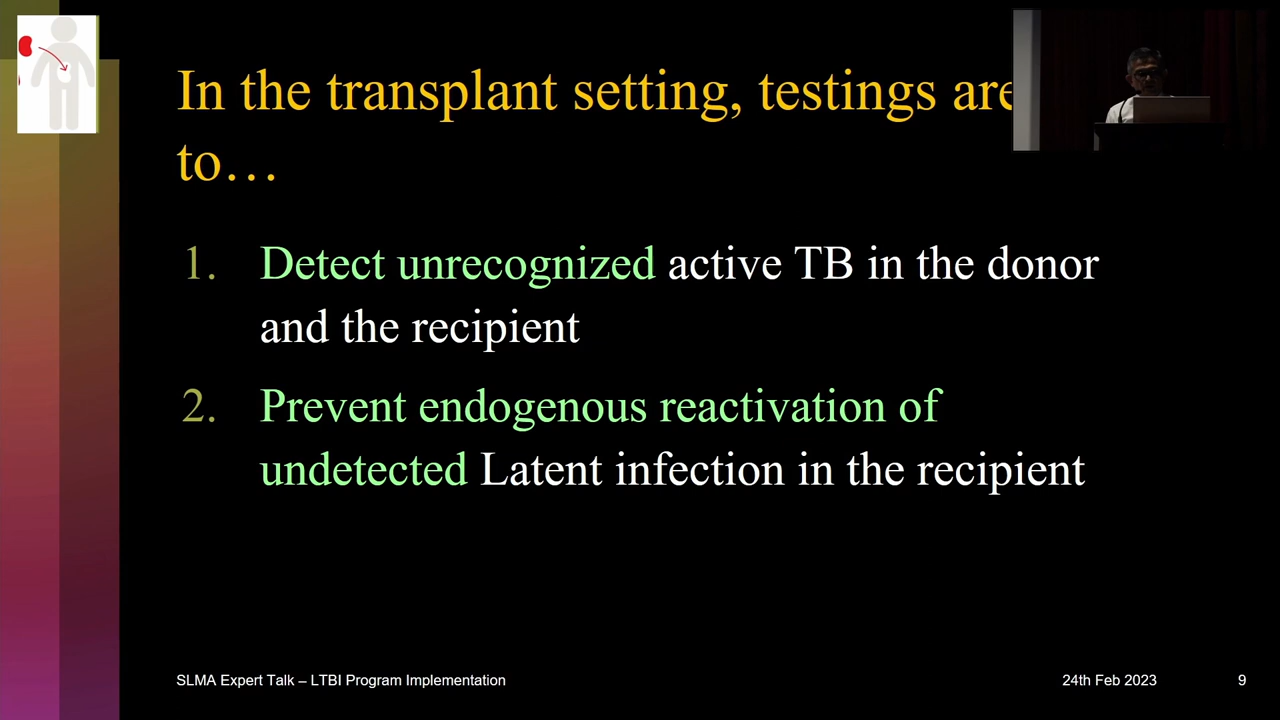 In the transplant setting, testings are
to…
1. Detect unrecognized active TB in the donor
and the recipient
2. Prevent endogenous reactivation of
undetected Latent infection in the recipient
SLMA Expert Talk – LTBI Program Implementation 24th Feb 2023 9